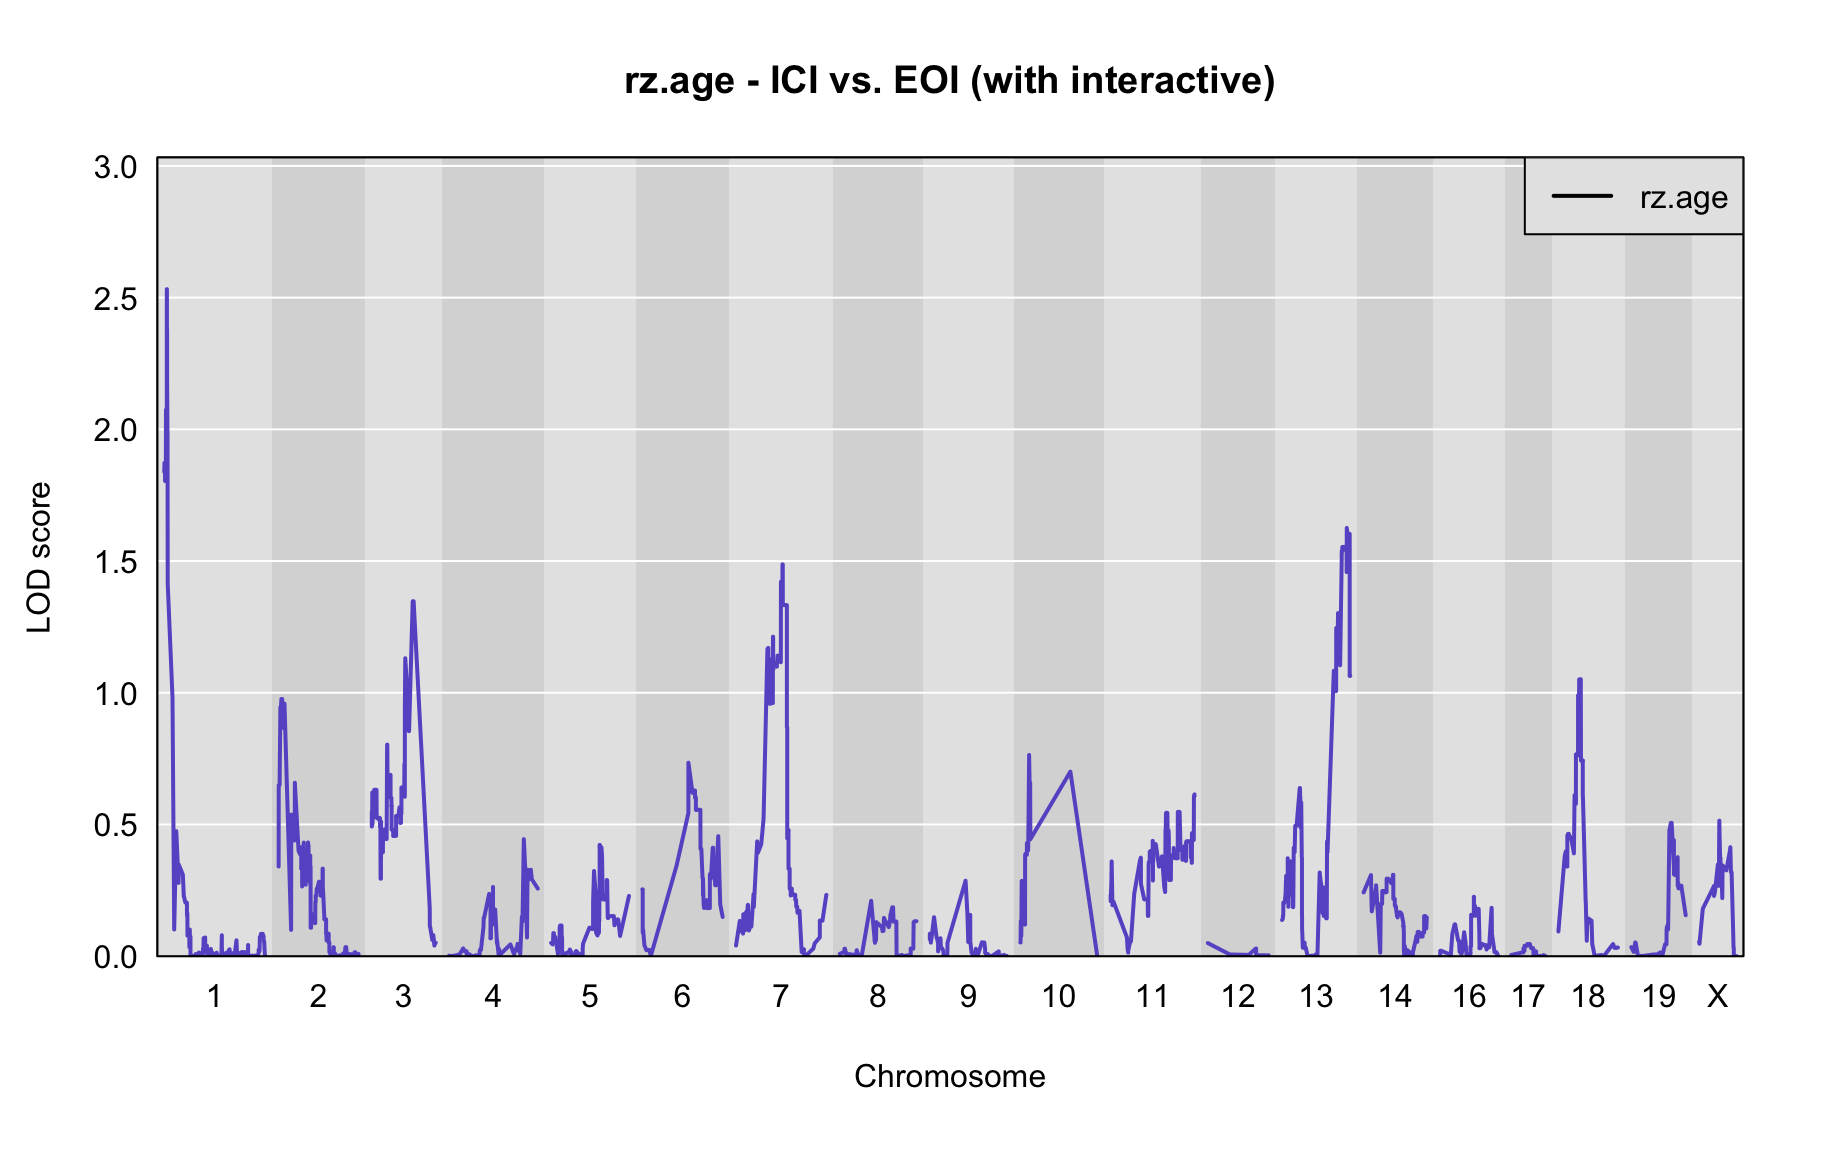 rz.age - ICI vs. EOI (with interactive)
rz.age
3.0
2.5
2.0
1.5
1.0
0.5
0.0
LOD score
1 2 3 4 5 6 7 8 9 10 11 12 13 14 16 17 18 19 X
Chromosome